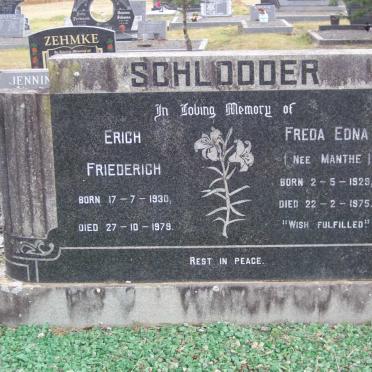 ZEHMKE
JENNIN
SCHLODDER
In Loving Memory of
ERICH
FRIEDERICH
BORN 17-7-1930,
DIED 27-10-1979.
FREDA EDNA
(NEE MANTHE)
BORN 2-5-1929,
DIED 22-2-1975.
"WISH FULFILLED"
REST IN PEACE.